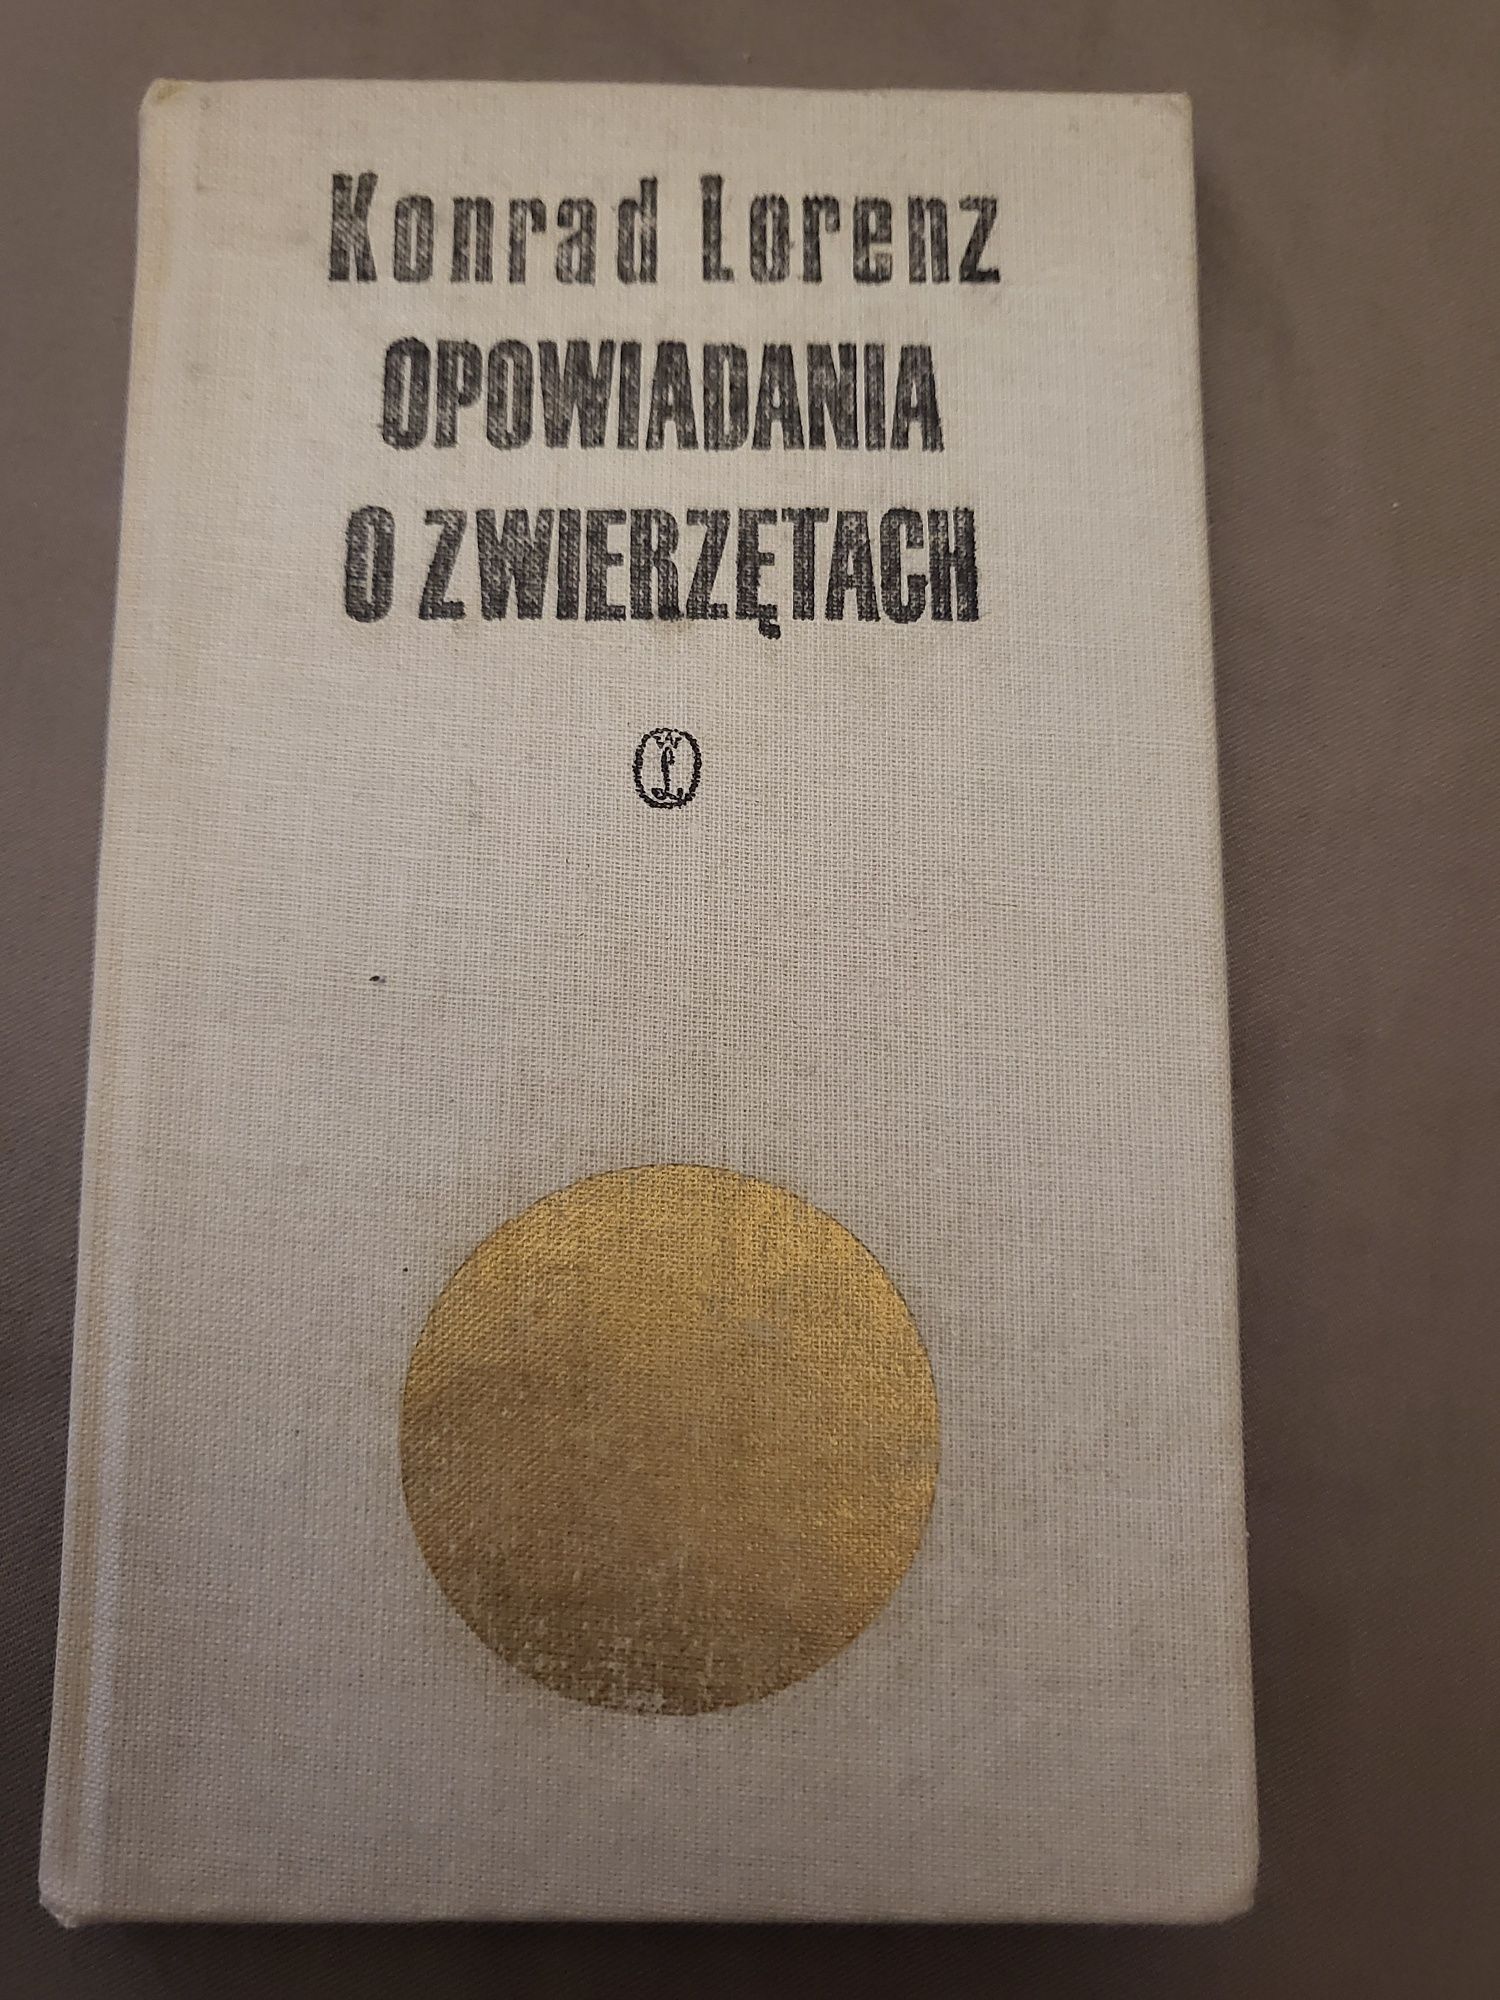 Konrad Lorenz
OPOWIADANIA
O ZWIERZĘTACH